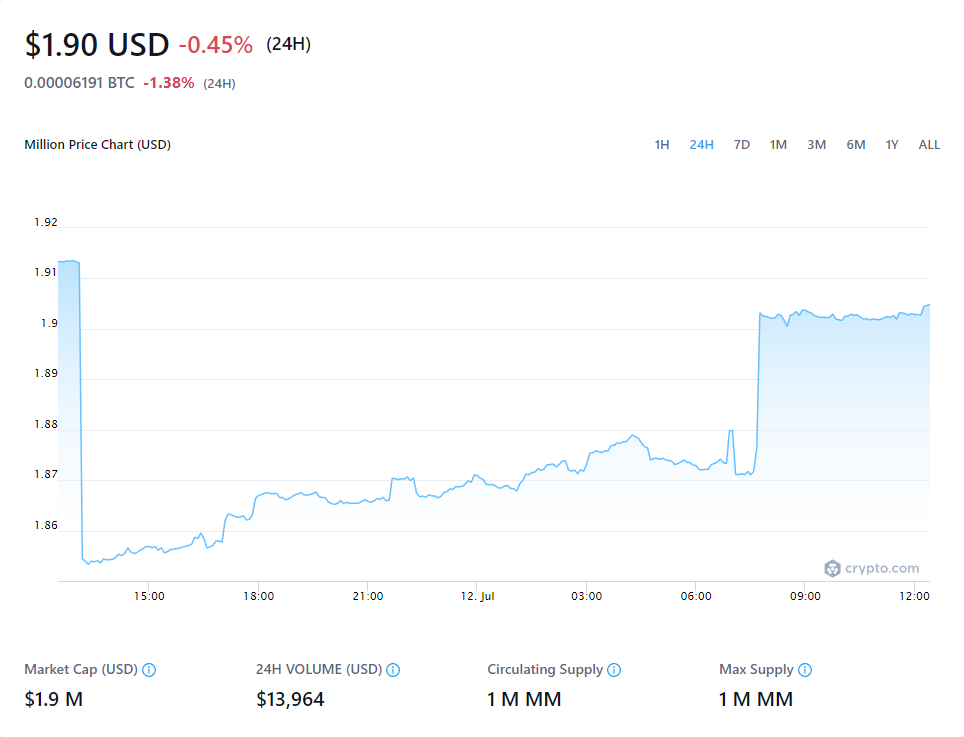 $1.90 USD -0.45% (24H)
0.00006191 BTC -1.38% (24H)
Million Price Chart (USD) 1H 24H 7D 1M 3M 6M 1Y ALL
1.92
1.91
1.9
1.89
1.88
1.87
1.86
crypto.com
15:00 18:00 21:00 12. Jul 03:00 06:00 09:00 12:00
Market Cap (USD) 24H VOLUME (USD) Circulating Supply Max Supply
$1.9 M $13,964 1 M MM 1 M MM